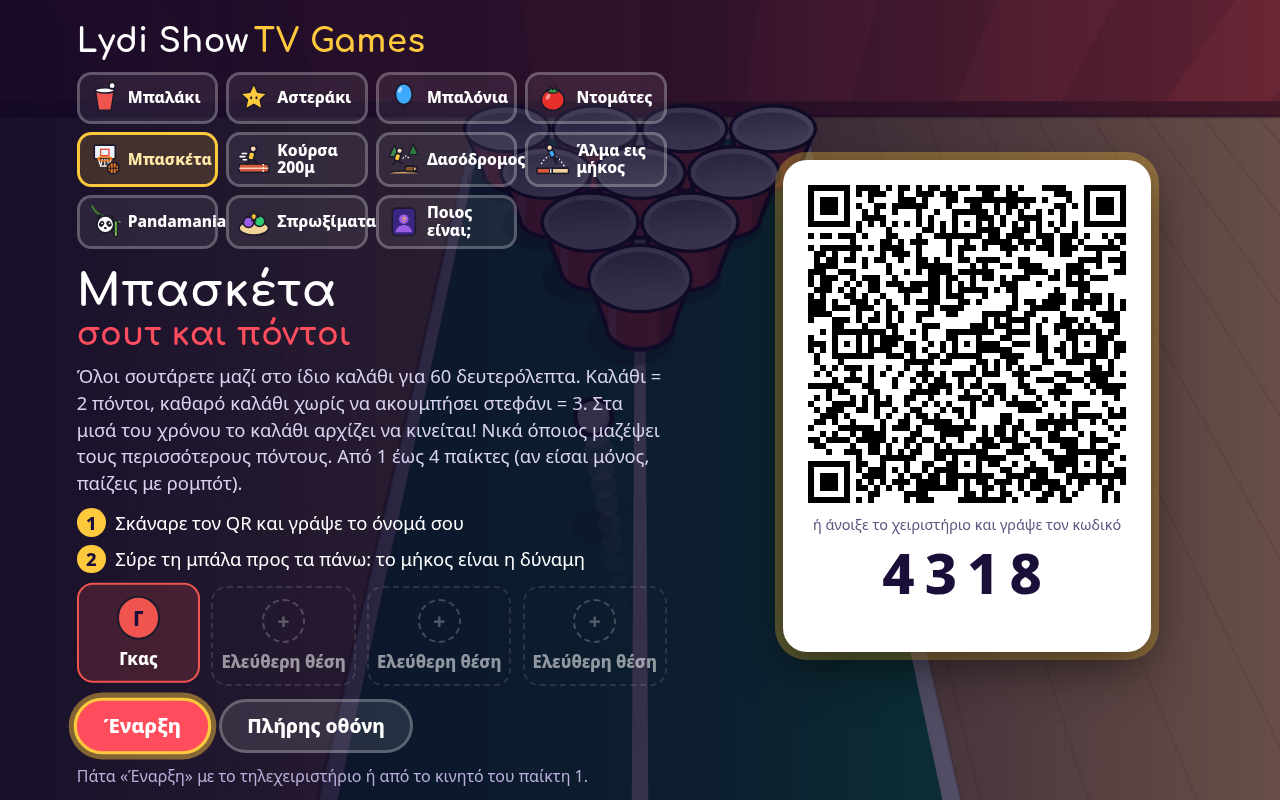 Lydi Show TV Games
Μπαλάκι
Αστεράκι
Μπαλόνια
Ντομάτες
Μπασκέτα
Κούρσα
200μ
Δασόδρομος
Άλμα εις
μήκος
Pandamania
Σπρωξίματα
Ποιος
είναι;
Μπασκέτα
σουτ και πόντοι
Όλοι σουτάρετε μαζί στο ίδιο καλάθι για 60 δευτερόλεπτα. Καλάθι =
2 πόντοι, καθαρό καλάθι χωρίς να ακουμπήσει στεφάνι = 3. Στα
μισά του χρόνου το καλάθι αρχίζει να κινείται! Νικά όποιος μαζέψει
τους περισσότερους πόντους. Από 1 έως 4 παίκτες (αν είσαι μόνος,
παίζεις με ρομπότ).
1 Σκάναρε τον QR και γράψε το όνομά σου
2 Σύρε τη μπάλα προς τα πάνω: το μήκος είναι η δύναμη
Γ
Γκας
+
Ελεύθερη θέση
+
Ελεύθερη θέση
+
Ελεύθερη θέση
Έναρξη
Πλήρης οθόνη
Πάτα «Έναρξη» με το τηλεχειριστήριο ή από το κινητό του παίκτη 1.
ή άνοιξε το χειριστήριο και γράψε τον κωδικό
4318